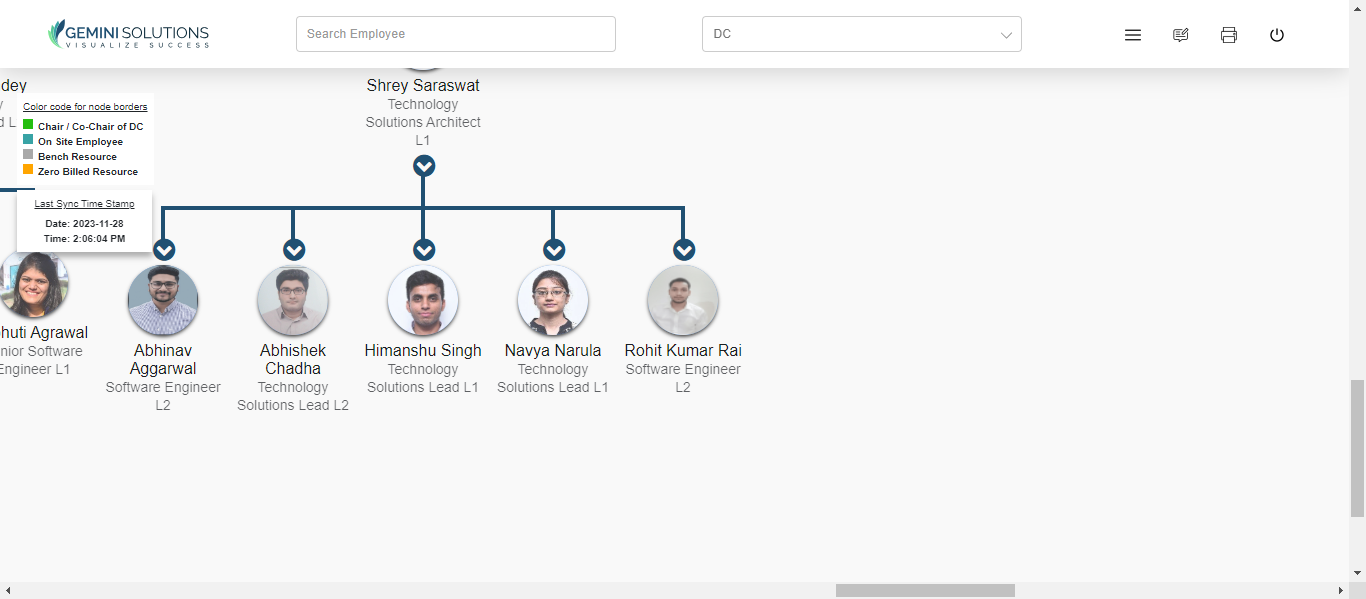 GEMINI SOLUTIONS
VISUALIZE SUCCESS
Search Employee
DC
dey
y
d L
Color code for node borders
Chair / Co-Chair of DC
On Site Employee
Bench Resource
Zero Billed Resource
Last Sync Time Stamp
Date: 2023-11-28
Time: 2:06:04 PM
Shrey Saraswat
Technology
Solutions Architect
L1
huti Agrawal
nior Software
Engineer L1
Abhinav
Aggarwal
Software Engineer
L2
Abhishek
Chadha
Technology
Solutions Lead L2
Himanshu Singh
Technology
Solutions Lead L1
Navya Narula
Technology
Solutions Lead L1
Rohit Kumar Rai
Software Engineer
L2